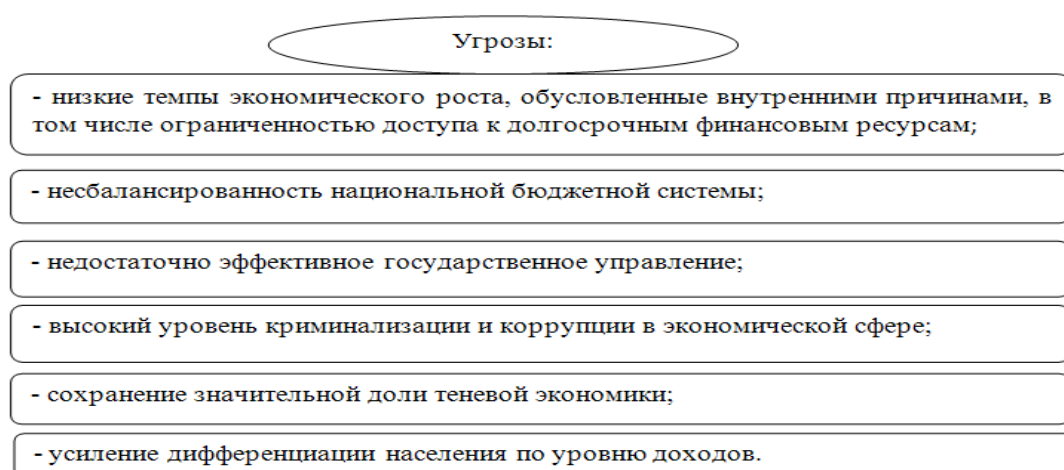 Угрозы:
- низкие темпы экономического роста, обусловленные внутренними причинами, в
том числе ограниченностью доступа к долгосрочным финансовым ресурсам;
- несбалансированность национальной бюджетной системы;
- недостаточно эффективное государственное управление;
- высокий уровень криминализации и коррупции в экономической сфере;
- сохранение значительной доли теневой экономики;
- усиление дифференциации населения по уровню доходов.